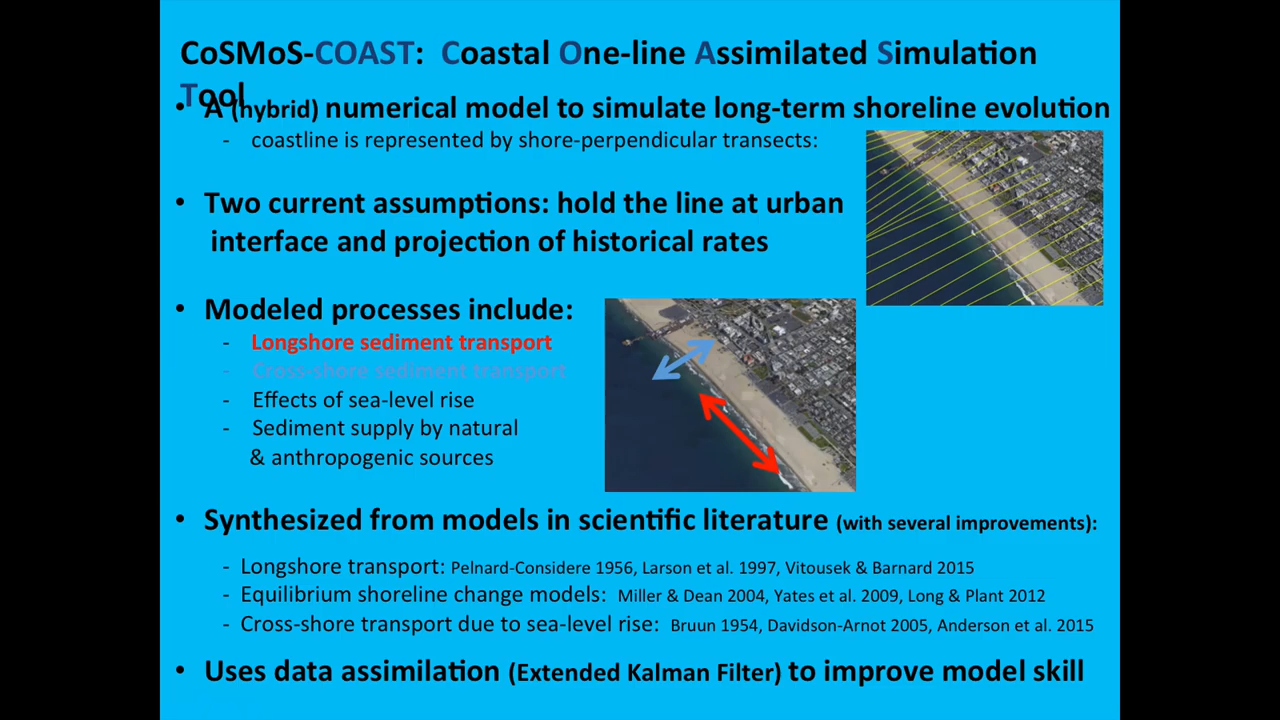 CoSMoS-COAST: Coastal One-line Assimilated Simulation
Tool
• A (hybrid) numerical model to simulate long-term shoreline evolution
- coastline is represented by shore-perpendicular transects:
• Two current assumptions: hold the line at urban
interface and projection of historical rates
• Modeled processes include:
- Longshore sediment transport
- Cross-shore sediment transport
- Effects of sea-level rise
- Sediment supply by natural
& anthropogenic sources
• Synthesized from models in scientific literature (with several improvements):
- Longshore transport: Pelnard-Considere 1956, Larson et al. 1997, Vitousek & Barnard 2015
- Equilibrium shoreline change models: Miller & Dean 2004, Yates et al. 2009, Long & Plant 2012
- Cross-shore transport due to sea-level rise: Bruun 1954, Davidson-Arnot 2005, Anderson et al. 2015
• Uses data assimilation (Extended Kalman Filter) to improve model skill